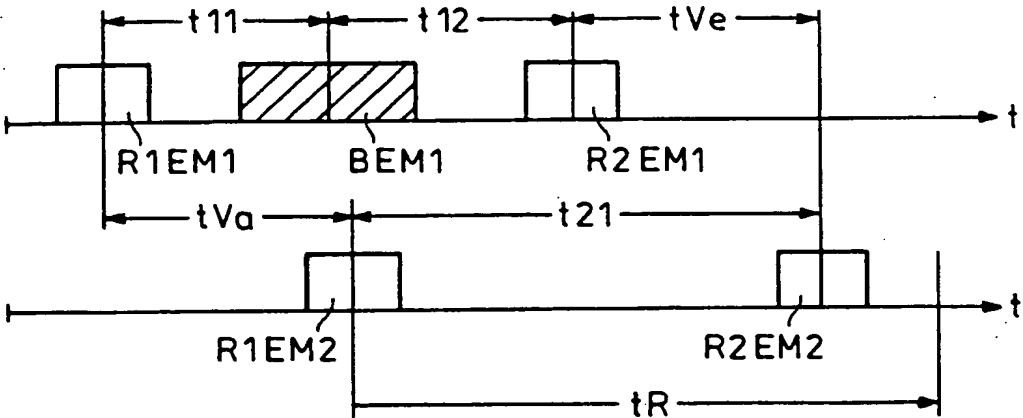 t11 t12 tVe
t
R1EM1 BEM1 R2EM1
tVa t21
t
R1EM2 R2EM2
tR